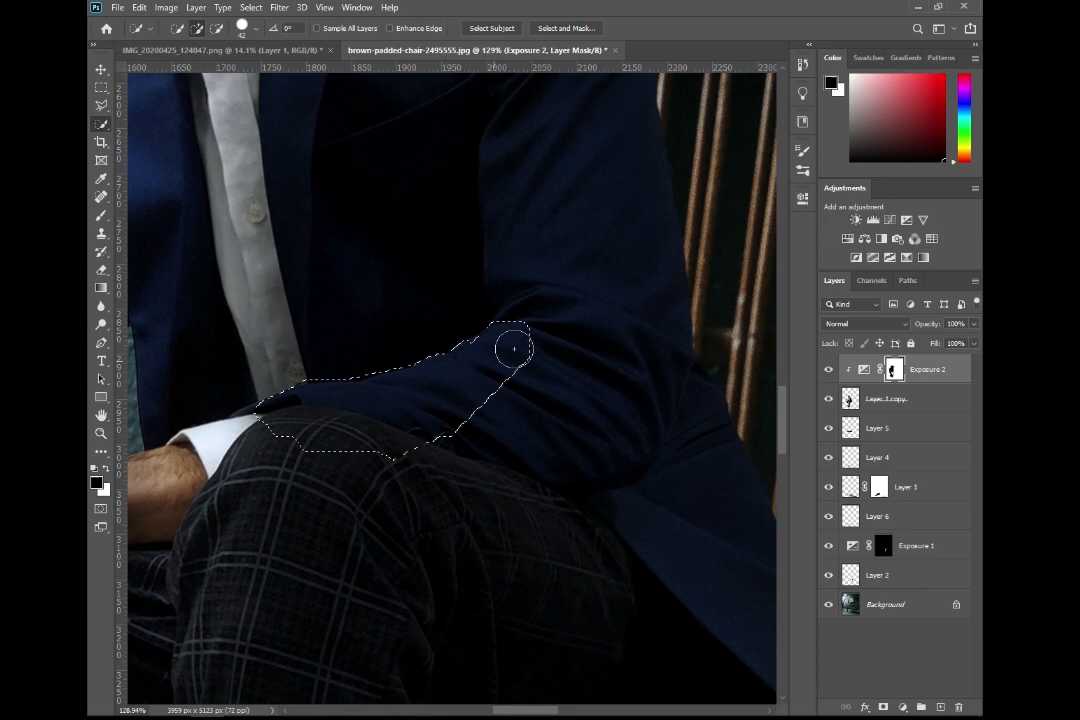 Ps File Edit Image Layer Type Select Filter 3D View Window Help
42 0° Sample All Layers Enhance Edge Select Subject Select and Mask...
IMG_20200425_124847.png @ 14.1% (Layer 1, RGB/8) * × brown-padded-chair-2495555.jpg @ 129% (Exposure 2, Layer Mask/8) * ×
1600 1650 1700 1750 1800 1850 1900 1950 2000 2050 2100 2150 2200 2250 2300
Color Swatches Gradients Patterns
Adjustments
Add an adjustment
Layers Channels Paths
Kind
Normal Opacity: 100%
Lock: Fill: 100%
Exposure 2
Layer 1 copy
Layer 5
Layer 4
Layer 1
Layer 6
Exposure 1
Layer 2
Background
128.94% 3959 px x 5123 px (72 ppi)